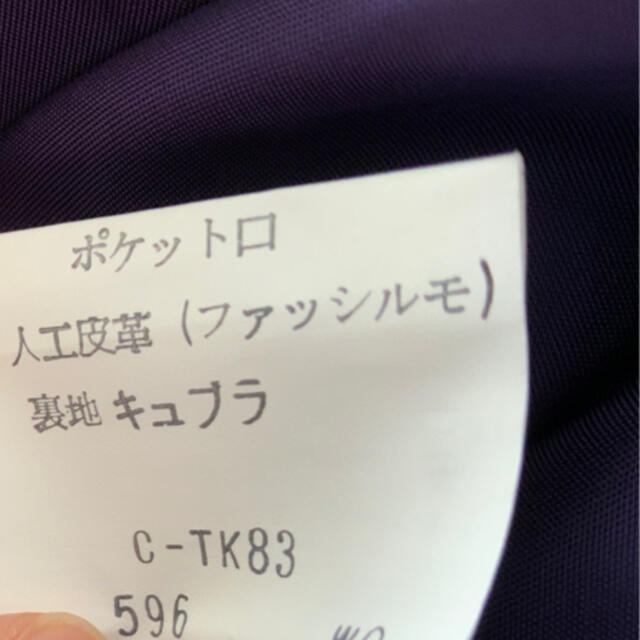 ポケット口
人工皮革(ファッシルモ)
裏地キュプラ
C-TK83
596